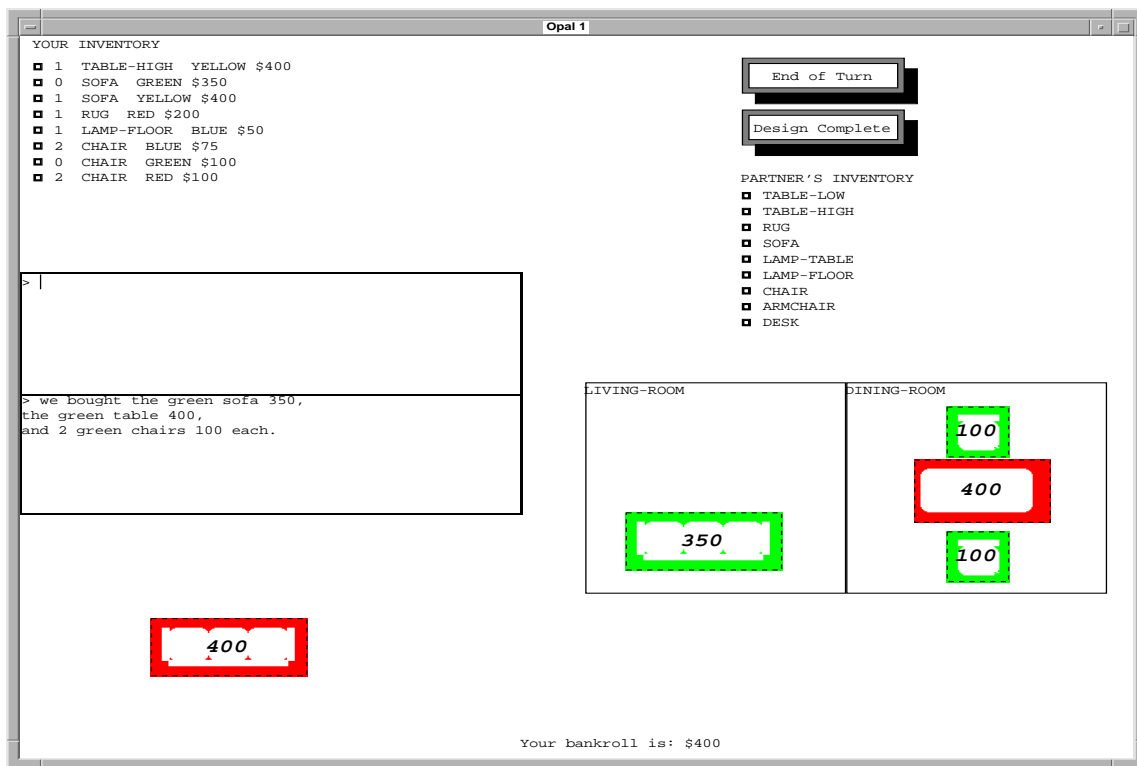 Opal 1
YOUR INVENTORY
1 TABLE-HIGH YELLOW $400
0 SOFA GREEN $350
1 SOFA YELLOW $400
1 RUG RED $200
1 LAMP-FLOOR BLUE $50
2 CHAIR BLUE $75
0 CHAIR GREEN $100
2 CHAIR RED $100
End of Turn
Design Complete
PARTNER'S INVENTORY
TABLE-LOW
TABLE-HIGH
RUG
SOFA
LAMP-TABLE
LAMP-FLOOR
CHAIR
ARMCHAIR
DESK
> |
> we bought the green sofa 350,
the green table 400,
and 2 green chairs 100 each.
LIVING-ROOM
350
DINING-ROOM
100
400
100
400
Your bankroll is: $400